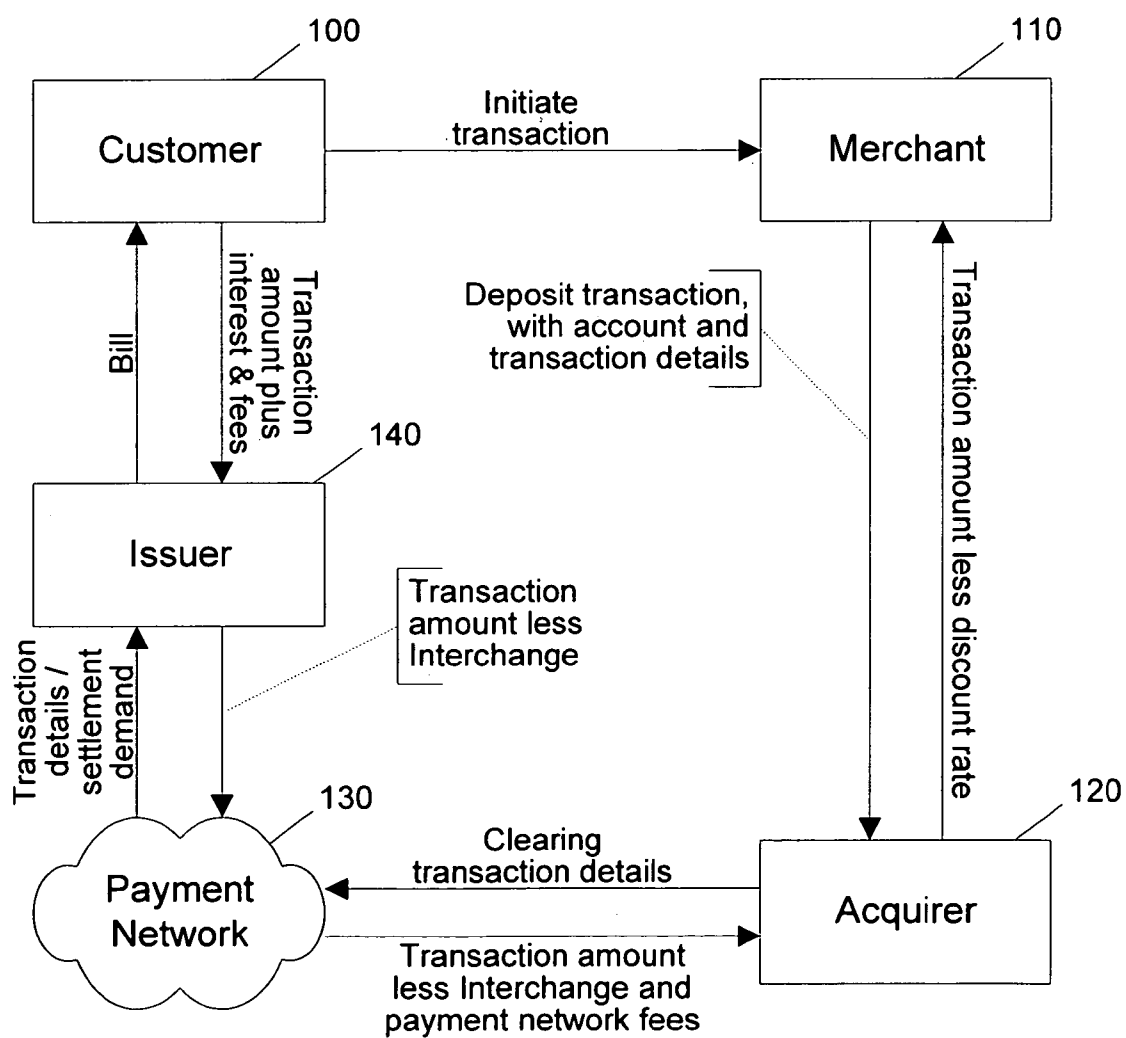 100
110
Customer
Initiate
transaction
Merchant
Bill
Transaction
amount plus
interest & fees
Deposit transaction,
with account and
transaction details
Transaction amount less discount rate
140
Issuer
Transaction
amount less
Interchange
Transaction
details /
settlement
demand
130
120
Payment
Network
Clearing
transaction details
Acquirer
Transaction amount
less Interchange and
payment network fees